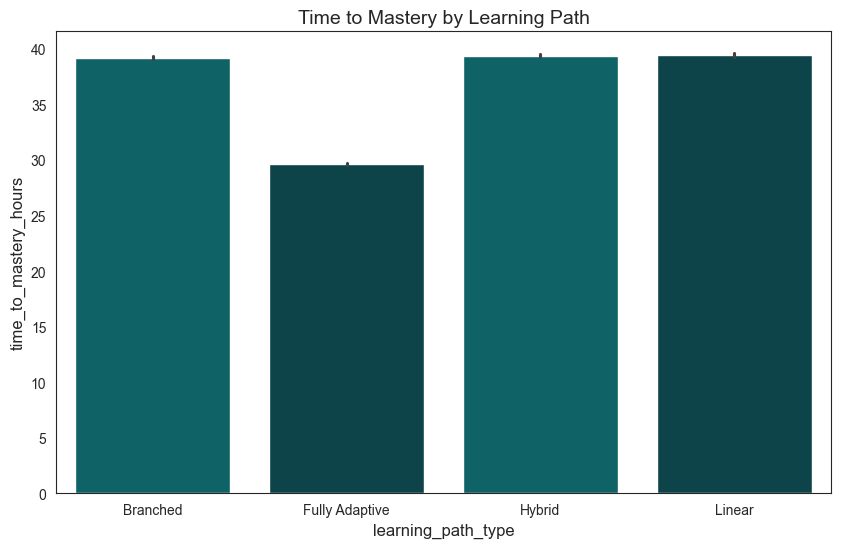 Time to Mastery by Learning Path
time_to_mastery_hours
40
35
30
25
20
15
10
5
0
Branched
Fully Adaptive
Hybrid
Linear
learning_path_type